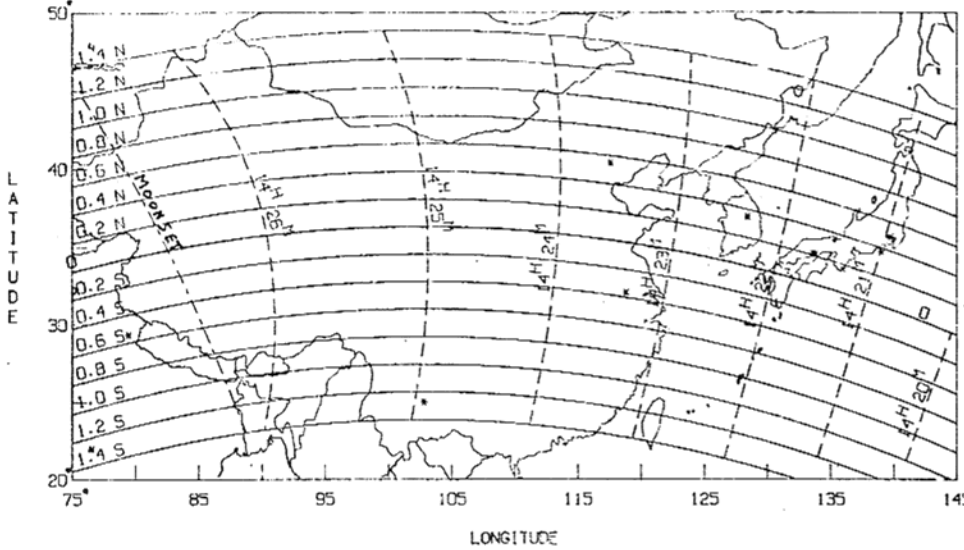 50°
1.4 N
1.2 N
1.0 N
0.8 N
0.6 N
0.4 N
0.2 N
0
0.2
0.4 S
0.6 S
0.8 S
1.0 S
1.2 S
1.4 S
40
30
20
LATITUDE
MOONSET
14H 26M
14H 25M
14H 24M
14H 23M
14H 22M
14H 21M
14H 20M
0
75°
85
95
105
115
125
135
145
LONGITUDE